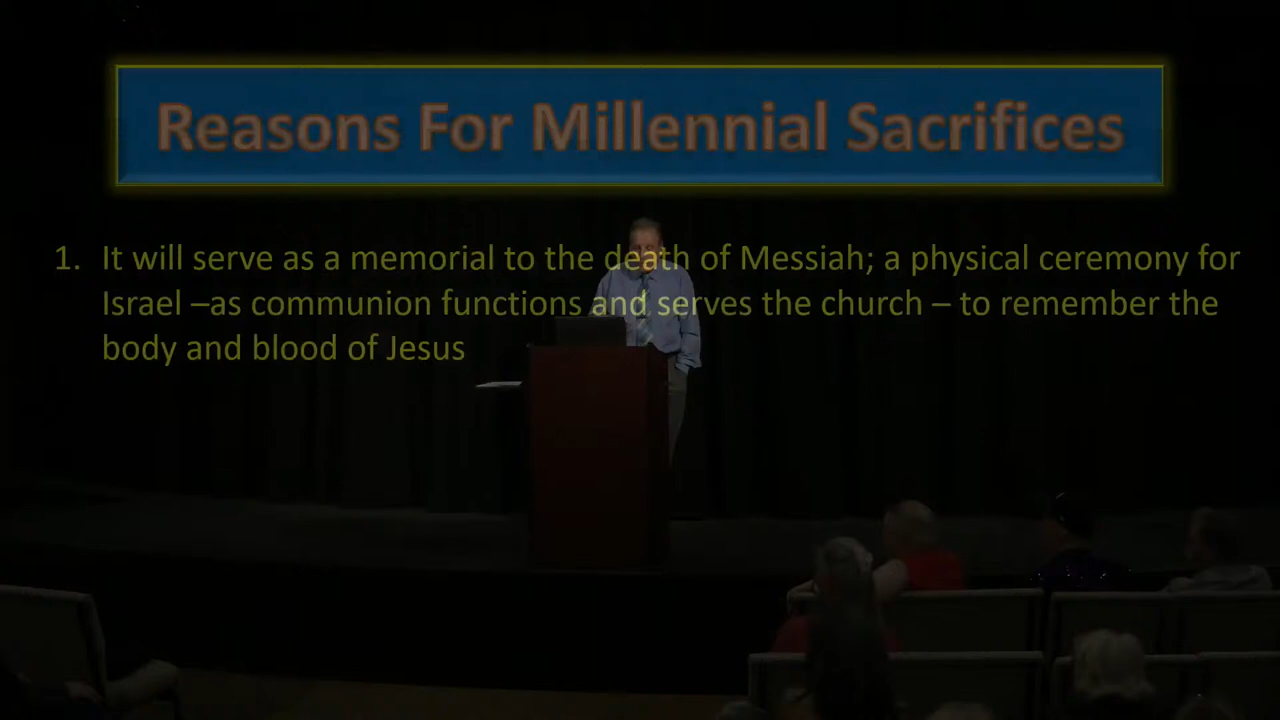 Reasons For Millennial Sacrifices
1. It will serve as a memorial to the death of Messiah; a physical ceremony for
Israel –as communion functions and serves the church – to remember the
body and blood of Jesus